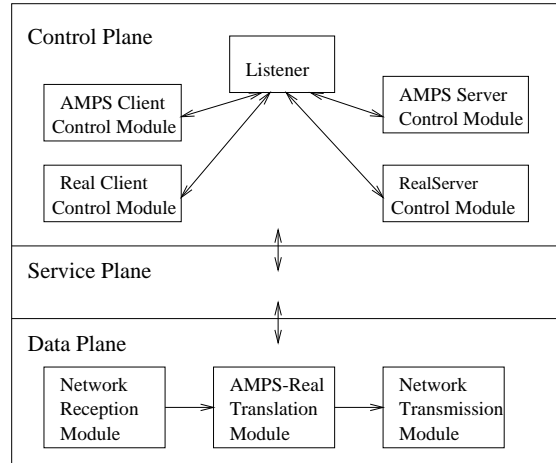 Control Plane
Listener
AMPS Client
Control Module
AMPS Server
Control Module
Real Client
Control Module
RealServer
Control Module
Service Plane
Data Plane
Network
Reception
Module
AMPS-Real
Translation
Module
Network
Transmission
Module